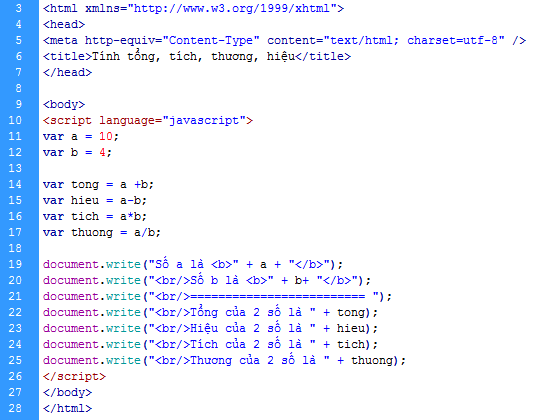 3 <html xmlns="http://www.w3.org/1999/xhtml">
4 <head>
5 <meta http-equiv="Content-Type" content="text/html; charset=utf-8" />
6 <title>Tính tổng, tích, thương, hiệu</title>
7 </head>
8
9 <body>
10 <script language="javascript">
11 var a = 10;
12 var b = 4;
13
14 var tong = a +b;
15 var hieu = a-b;
16 var tich = a*b;
17 var thuong = a/b;
18
19 document.write("Số a là <b>" + a + "</b>");
20 document.write("<br/>Số b là <b>" + b+ "</b>");
21 document.write("<br/>========================= ");
22 document.write("<br/>Tổng của 2 số là " + tong);
23 document.write("<br/>Hiệu của 2 số là " + hieu);
24 document.write("<br/>Tích của 2 số là " + tich);
25 document.write("<br/>Thương của 2 số là " + thuong);
26 </script>
27 </body>
28 </html>